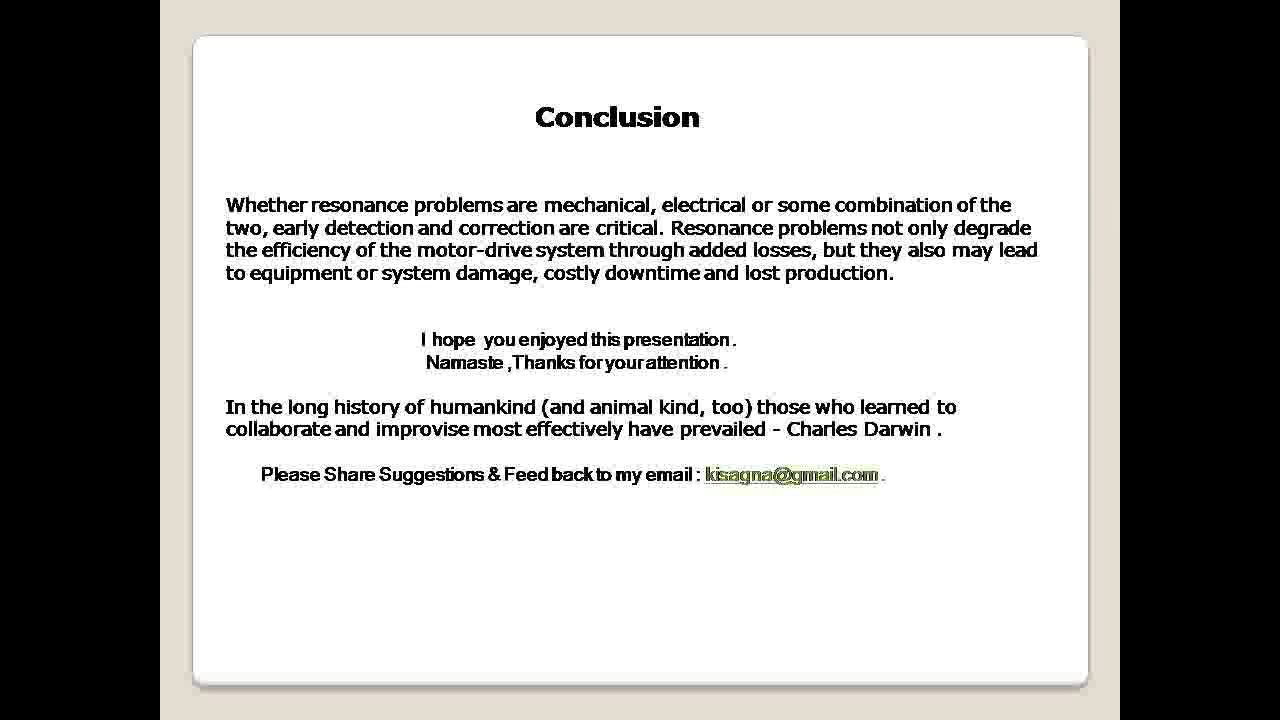 Conclusion
Whether resonance problems are mechanical, electrical or some combination of the
two, early detection and correction are critical. Resonance problems not only degrade
the efficiency of the motor-drive system through added losses, but they also may lead
to equipment or system damage, costly downtime and lost production.
I hope you enjoyed this presentation .
Namaste ,Thanks for your attention .
In the long history of humankind (and animal kind, too) those who learned to
collaborate and improvise most effectively have prevailed - Charles Darwin .
Please Share Suggestions & Feed back to my email : kisagna@gmail.com .